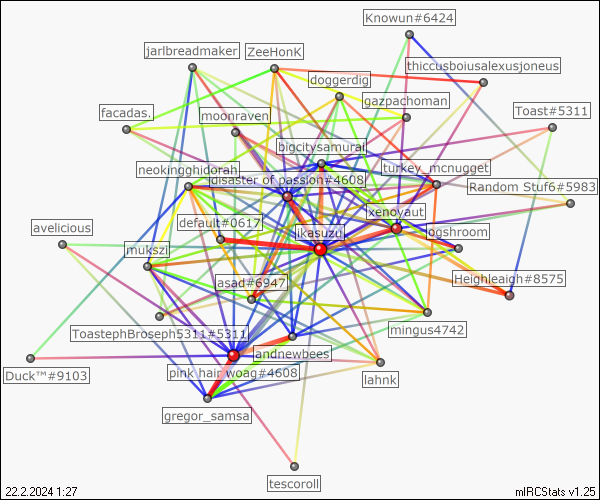 Knowun#6424
jarlbreadmaker
ZeeHonK
thiccusboiusalexusjoneus
doggerdig
gazpachoman
facadas.
moonraven
Toast#5311
bigcitysamurai
neokingghidorah
turkey_mcnugget
disaster of passion#4608
Random Stuf6#5983
xenoyaut
default#0617
avelicious
ikasuzu
ogshroom
mukszi
asad#6947
Heighleaigh#8575
ToastephBroseph5311#5311
mingus4742
andnewbees
Duck™#9103
pink hair woag#4608
lahnk
gregor_samsa
tescoroll
22.2.2024 1:27
mIRCStats v1.25